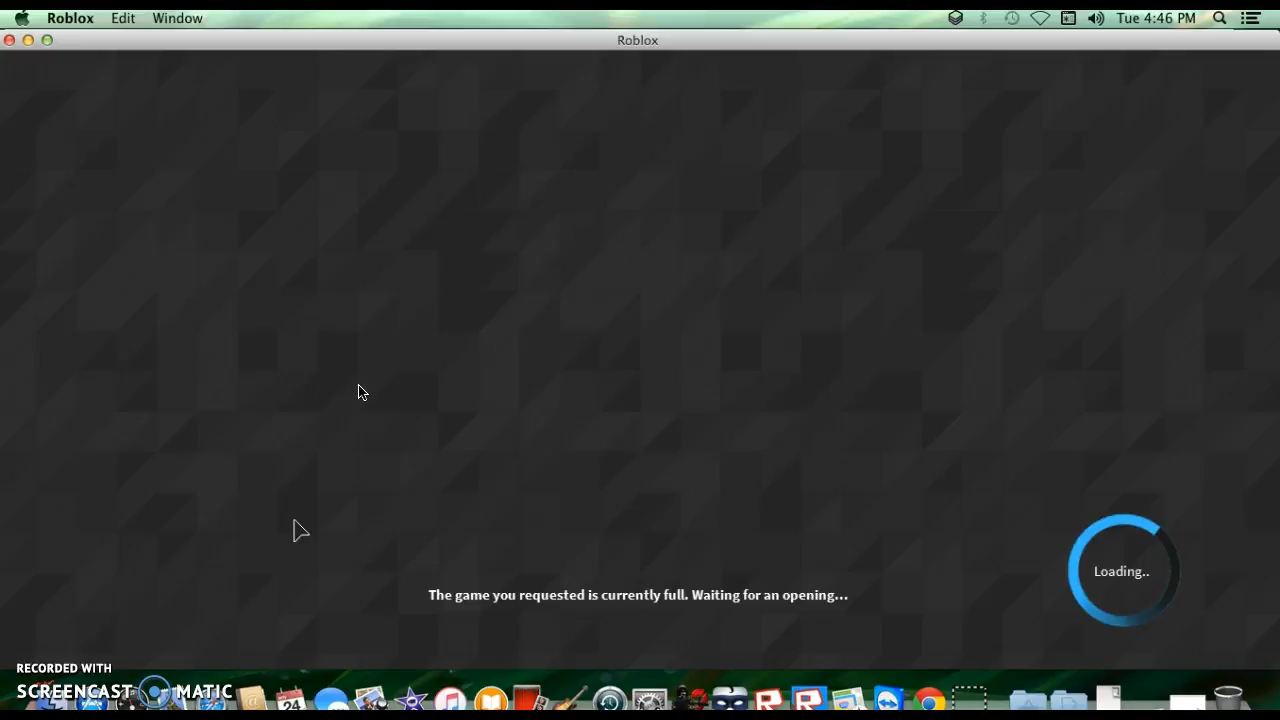 Roblox Edit Window Tue 4:46 PM
Roblox
Loading..
The game you requested is currently full. Waiting for an opening...
RECORDED WITH
SCREENCAST MATIC
24